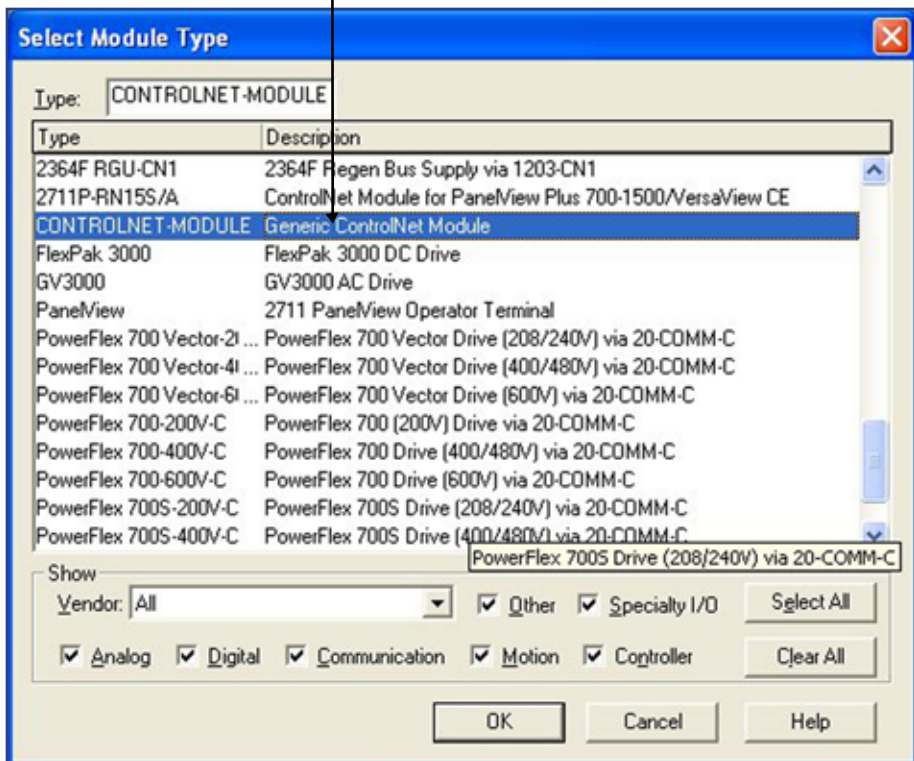 Select Module Type
Type: CONTROLNET-MODULE
Type Description
2364F RGU-CN1 2364F Regen Bus Supply via 1203-CN1
2711P-RN15S/A ControlNet Module for PanelView Plus 700-1500/VersaView CE
CONTROLNET-MODULE Generic ControlNet Module
FlexPak 3000 FlexPak 3000 DC Drive
GV3000 GV3000 AC Drive
PanelView 2711 PanelView Operator Terminal
PowerFlex 700 Vector-2( ... PowerFlex 700 Vector Drive (208/240V) via 20-COMM-C
PowerFlex 700 Vector-4( ... PowerFlex 700 Vector Drive (400/480V) via 20-COMM-C
PowerFlex 700 Vector-6( ... PowerFlex 700 Vector Drive (600V) via 20-COMM-C
PowerFlex 700-200V-C PowerFlex 700 (200V) Drive via 20-COMM-C
PowerFlex 700-400V-C PowerFlex 700 Drive (400/480V) via 20-COMM-C
PowerFlex 700-600V-C PowerFlex 700 Drive (600V) via 20-COMM-C
PowerFlex 700S-200V-C PowerFlex 700S Drive (208/240V) via 20-COMM-C
PowerFlex 700S-400V-C PowerFlex 700S Drive (400/480V) via 20-COMM-C
PowerFlex 700S Drive (208/240V) via 20-COMM-C
Show
Vendor: All Other Specialty I/O Select All
Analog Digital Communication Motion Controller Clear All
OK Cancel Help